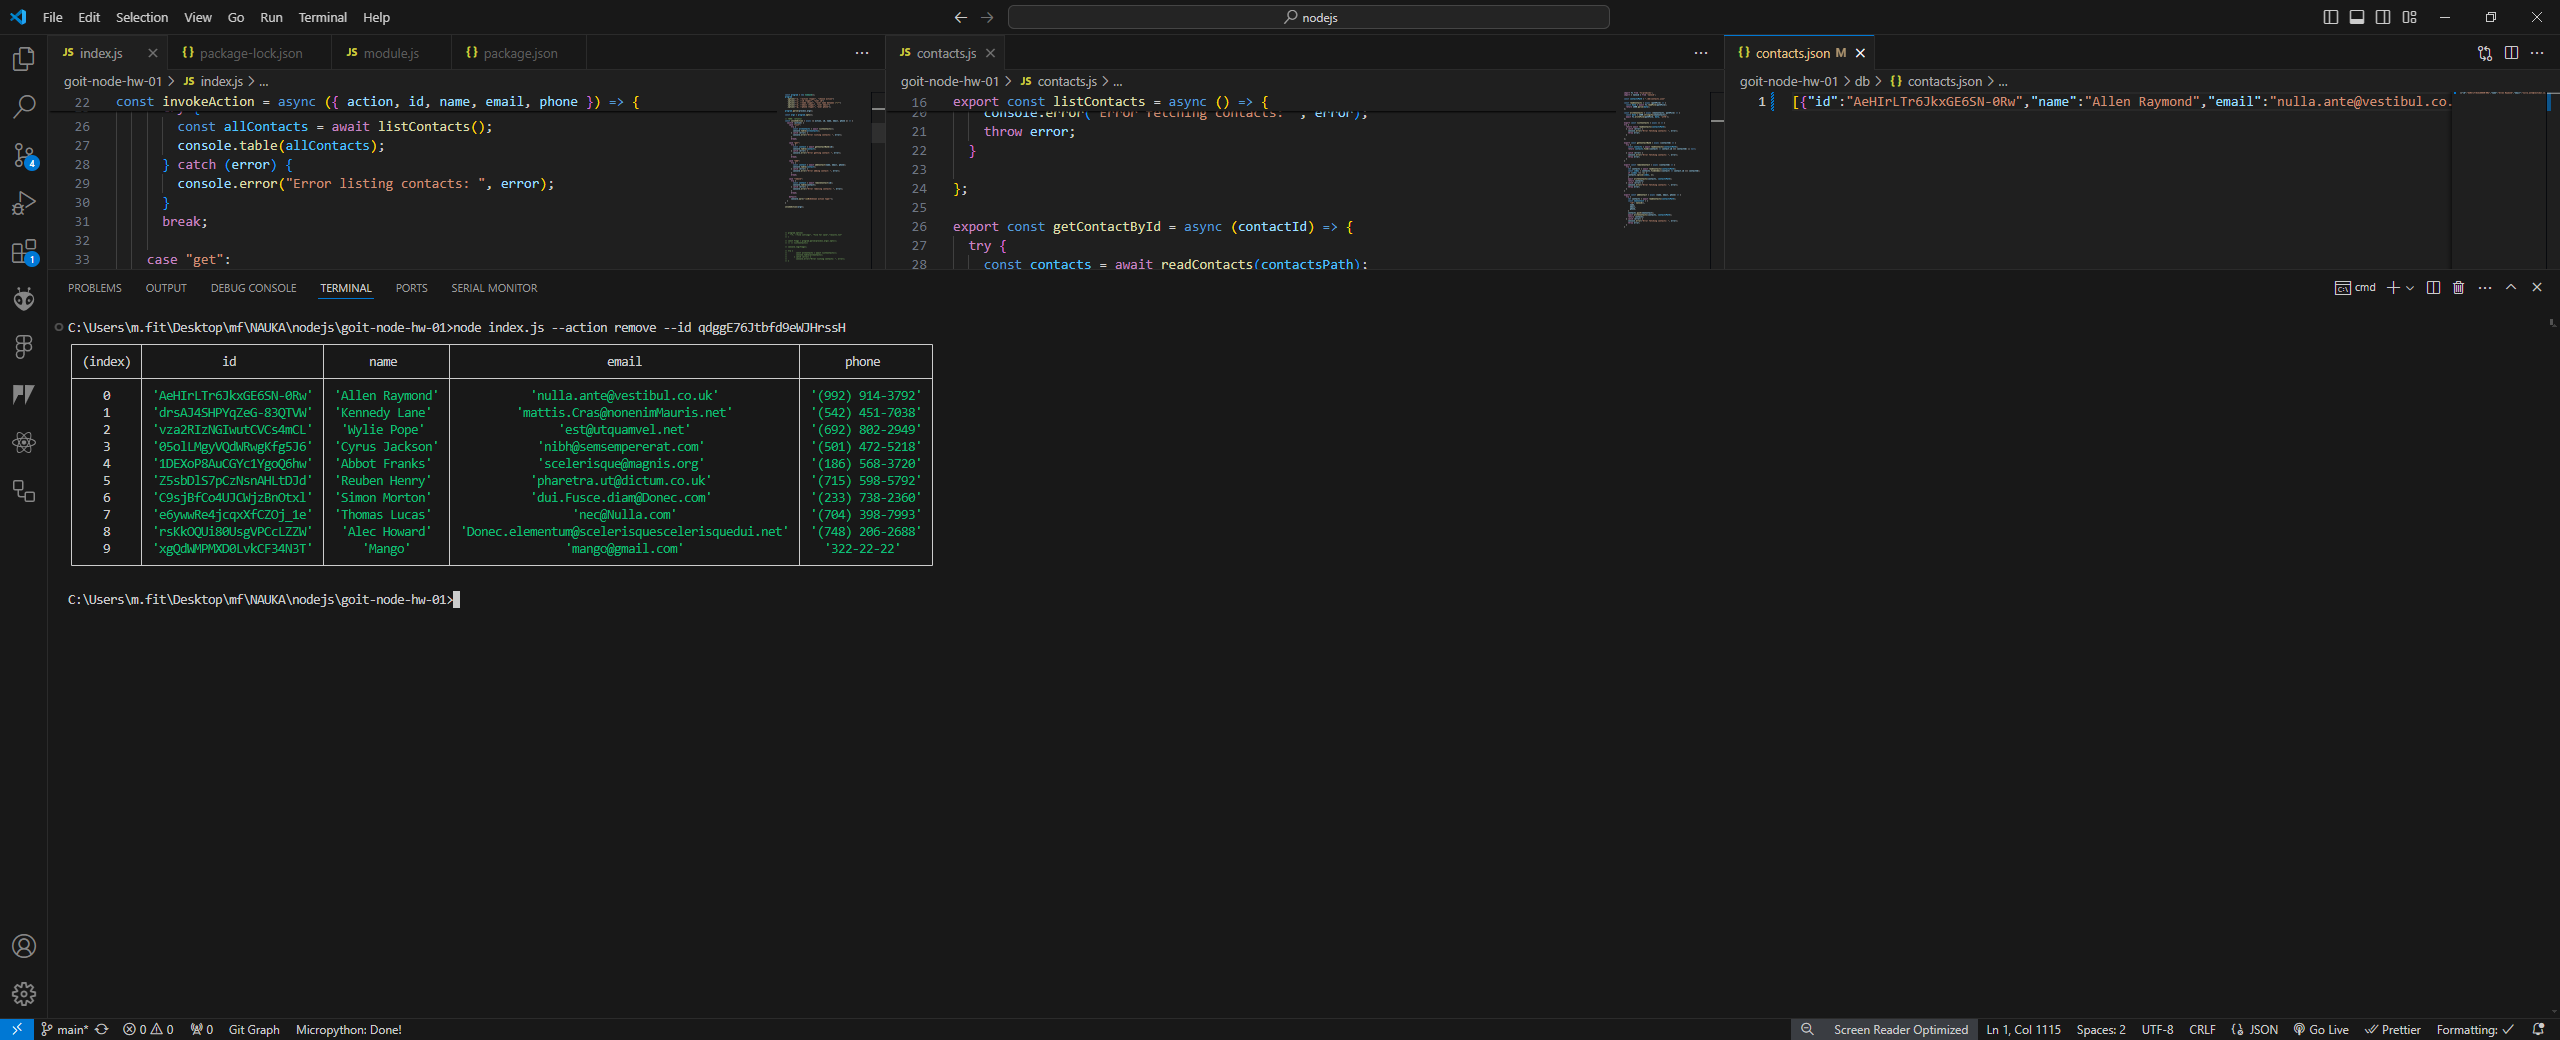 File Edit Selection View Go Run Terminal Help
nodejs
JS index.js
{} package-lock.json
JS module.js
{} package.json
goit-node-hw-01 > JS index.js > ...
22 const invokeAction = async ({ action, id, name, email, phone }) => {
26 const allContacts = await listContacts();
27 console.table(allContacts);
28 } catch (error) {
29 console.error("Error listing contacts: ", error);
30 }
31 break;
32
33 case "get":
JS contacts.js
goit-node-hw-01 > JS contacts.js > ...
16 export const listContacts = async () => {
20 console.error("Error fetching contacts: ", error);
21 throw error;
22 }
23
24 };
25
26 export const getContactById = async (contactId) => {
27 try {
28 const contacts = await readContacts(contactsPath);
{} contacts.json M
goit-node-hw-01 > db > {} contacts.json > ...
1 [{"id":"AeHIrLTr6JkxGE6SN-0Rw","name":"Allen Raymond","email":"nulla.ante@vestibul.co.
4
1
PROBLEMS OUTPUT DEBUG CONSOLE TERMINAL PORTS SERIAL MONITOR
cmd
C:\Users\m.fit\Desktop\mf\NAUKA\nodejs\goit-node-hw-01>node index.js --action remove --id qdggE76Jtbfd9eWJHrssH
(index) id name email phone
0 'AeHIrLTr6JkxGE6SN-0Rw' 'Allen Raymond' 'nulla.ante@vestibul.co.uk' '(992) 914-3792'
1 'drsAJ4SHPYqZeG-83QTVW' 'Kennedy Lane' 'mattis.Cras@nonenimMauris.net' '(542) 451-7038'
2 'vza2RIzNGIwutCVCs4mCL' 'Wylie Pope' 'est@utquamvel.net' '(692) 802-2949'
3 '05olLMgyVQdWRwgKfg5J6' 'Cyrus Jackson' 'nibh@semsempererat.com' '(501) 472-5218'
4 '1DEXoP8AuCGYc1YgoQ6hw' 'Abbot Franks' 'scelerisque@magnis.org' '(186) 568-3720'
5 'Z5sbDlS7pCzNsnAHLtDJd' 'Reuben Henry' 'pharetra.ut@dictum.co.uk' '(715) 598-5792'
6 'C9sjBfCo4UJCWjzBnOtxl' 'Simon Morton' 'dui.Fusce.diam@Donec.com' '(233) 738-2360'
7 'e6ywwRe4jcqxXfCZOj_1e' 'Thomas Lucas' 'nec@Nulla.com' '(704) 398-7993'
8 'rsKkOQUi80UsgVPCcLZZW' 'Alec Howard' 'Donec.elementum@scelerisquescelerisquedui.net' '(748) 206-2688'
9 'xgQdWMPMXD0LvkCF34N3T' 'Mango' 'mango@gmail.com' '322-22-22'
C:\Users\m.fit\Desktop\mf\NAUKA\nodejs\goit-node-hw-01>
main* 0 0 0 Git Graph Micropython: Done! Screen Reader Optimized Ln 1, Col 1115 Spaces: 2 UTF-8 CRLF {} JSON Go Live Prettier Formatting: